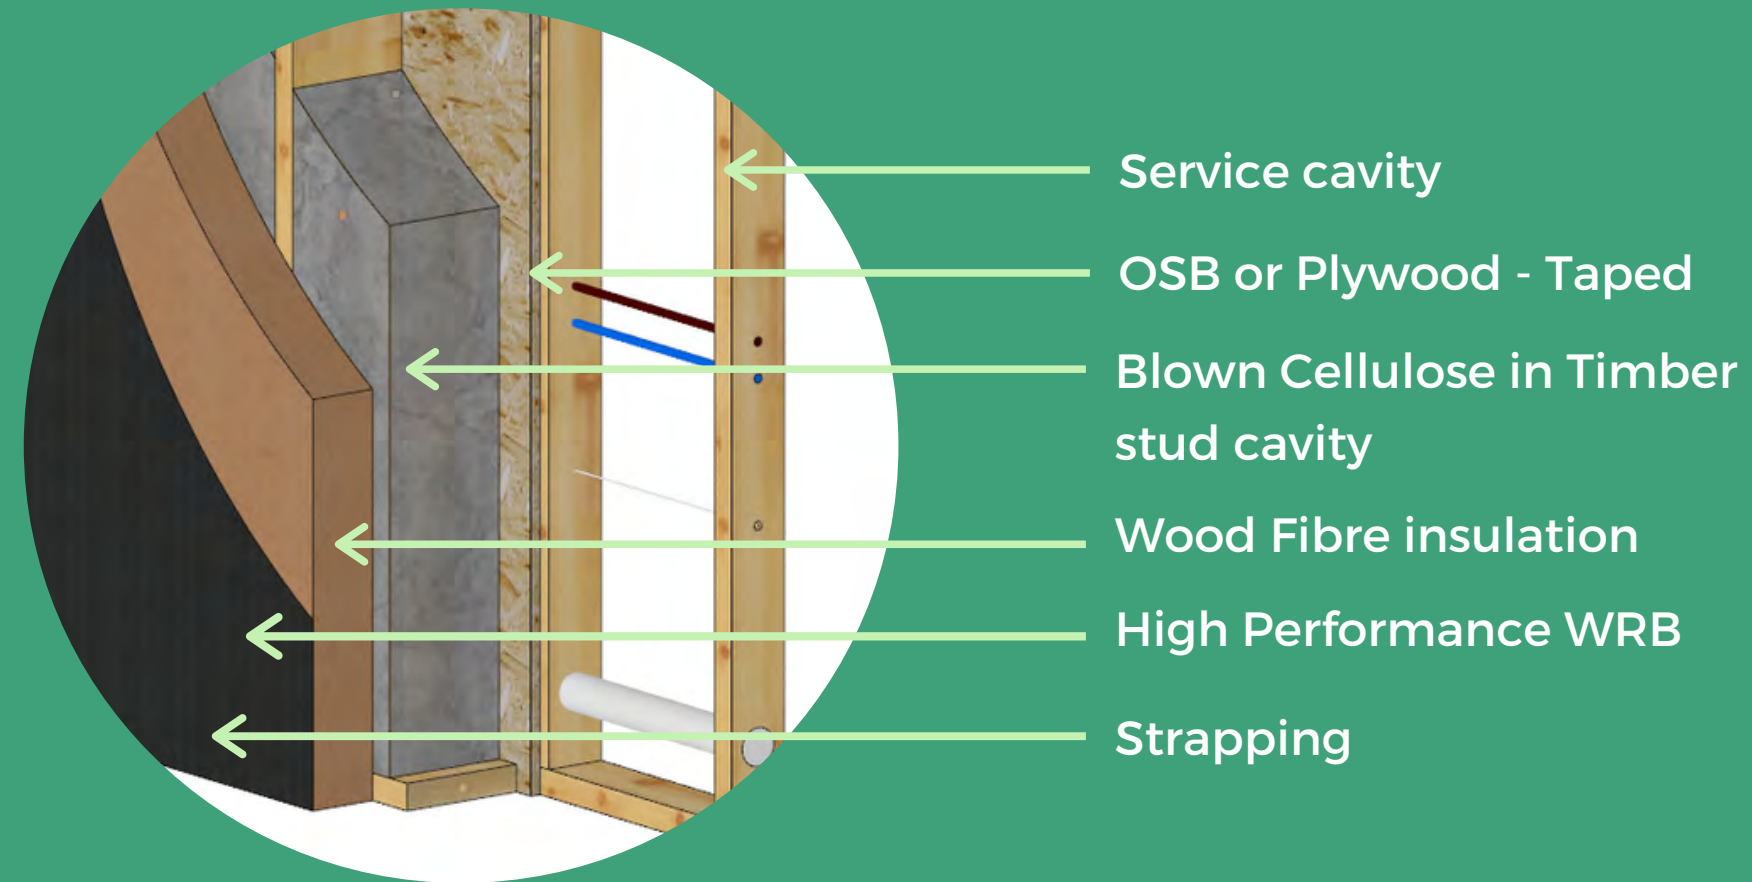 Service cavity
OSB or Plywood - Taped
Blown Cellulose in Timber
stud cavity
Wood Fibre insulation
High Performance WRB
Strapping